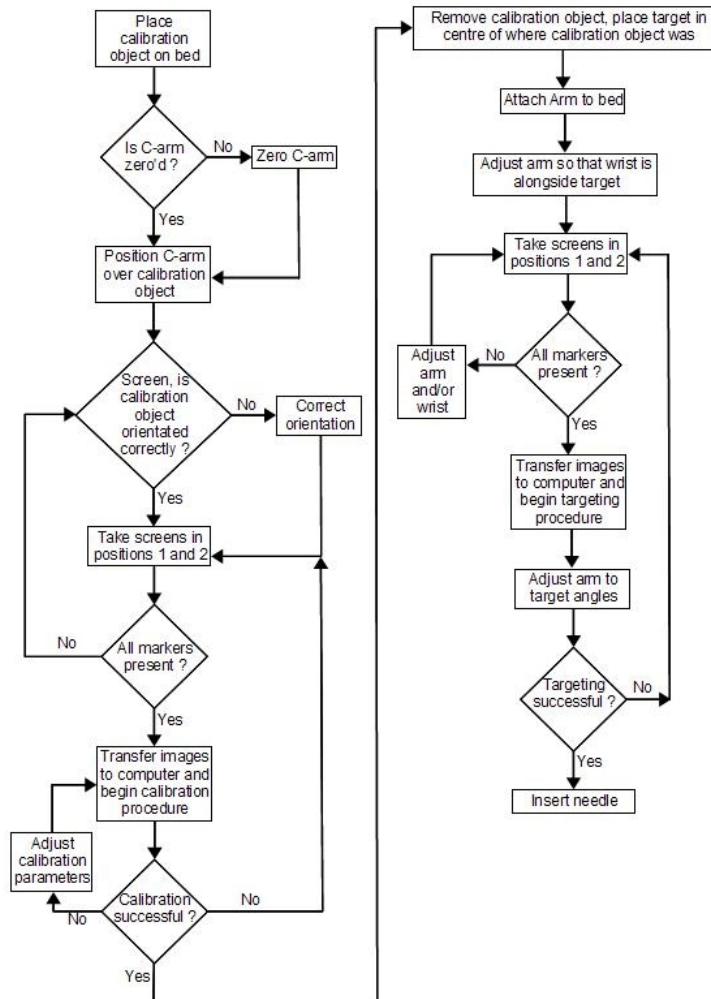 Place
calibration
object on bed
Is C-arm
zero'd ?
No
Zero C-arm
Yes
Position C-arm
over calibration
object
Screen, is
calibration
object
orientated
correctly ?
No
Correct
orientation
Yes
Take screens in
positions 1 and 2
No
All markers
present ?
Yes
Transfer images
to computer and
begin calibration
procedure
Adjust
calibration
parameters
No
Calibration
successful ?
No
Yes
Remove calibration object, place target in
centre of where calibration object was
Attach Arm to bed
Adjust arm so that wrist is
alongside target
Take screens in
positions 1 and 2
Adjust
arm
and/or
wrist
No
All markers
present ?
Yes
Transfer images
to computer and
begin targeting
procedure
Adjust arm to
target angles
Targeting
successful ?
No
Yes
Insert needle